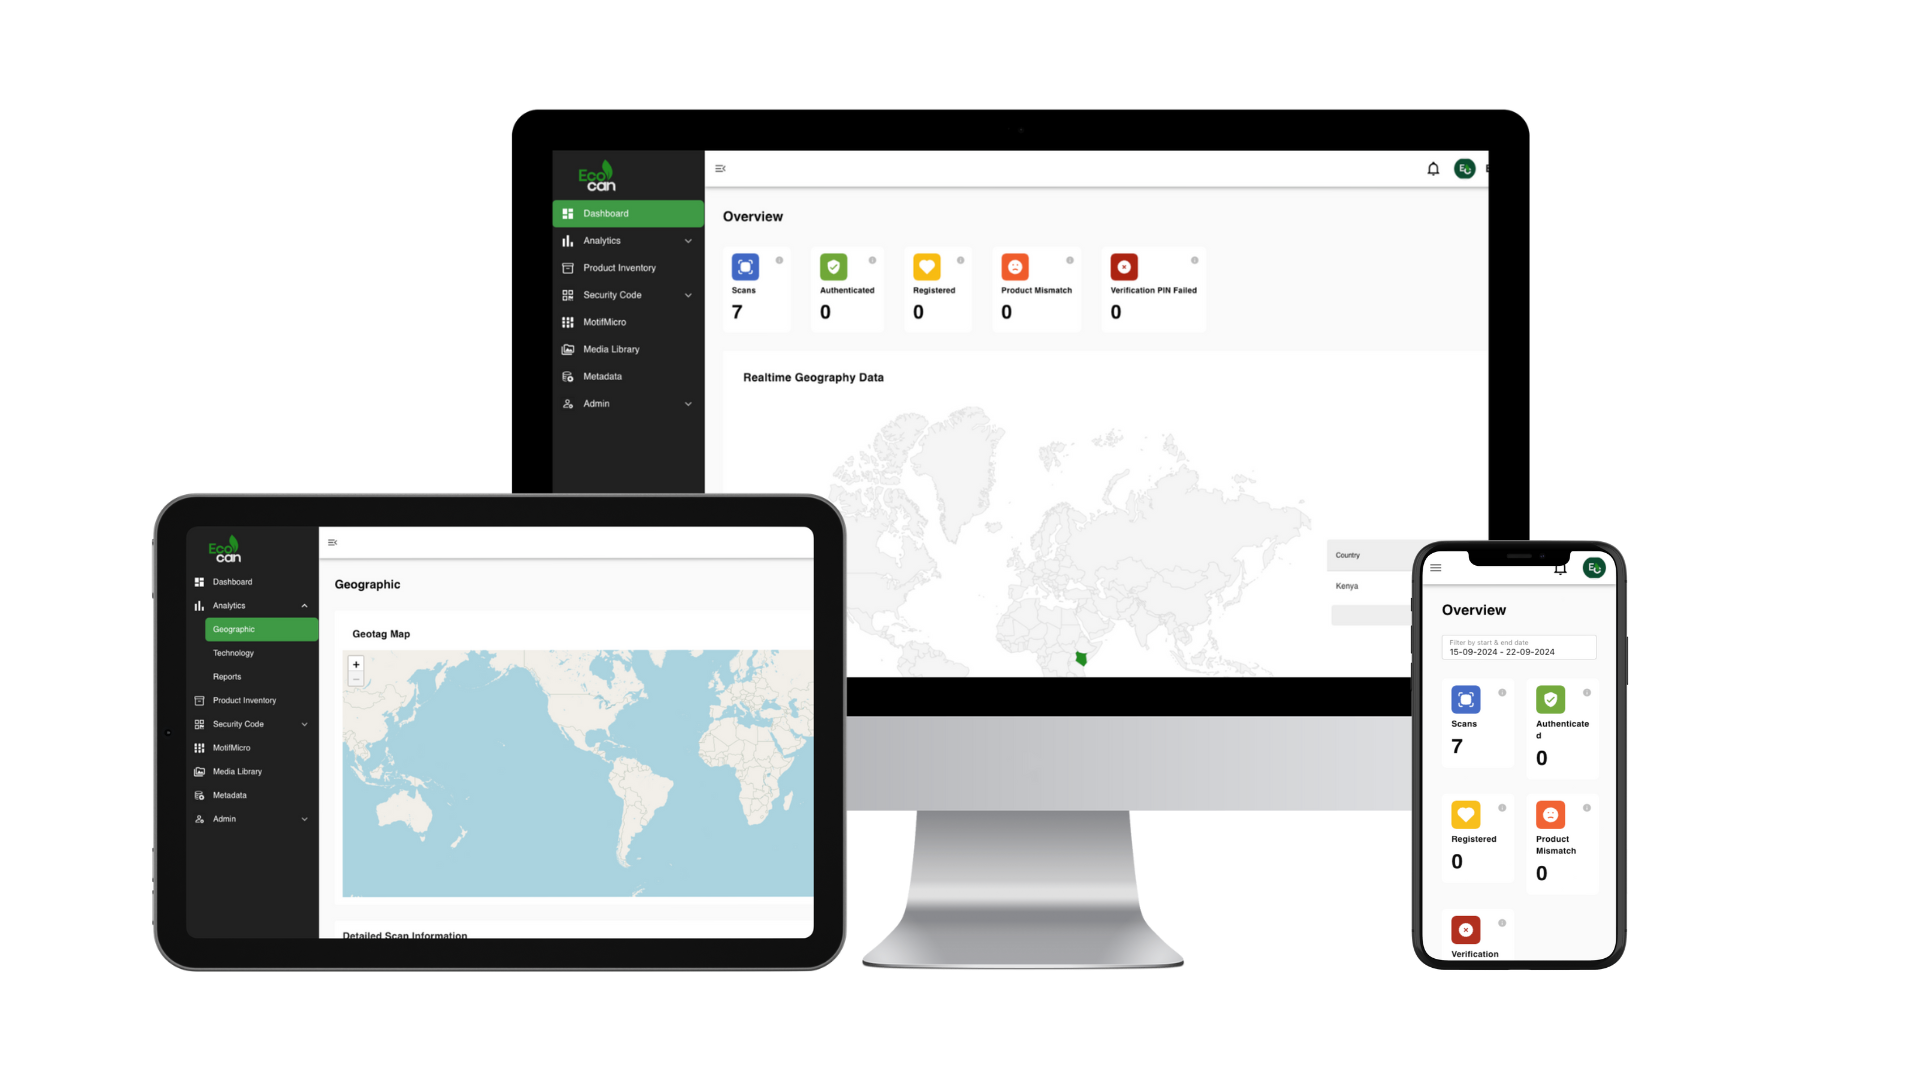 Eco
can
Dashboard
Analytics
Product Inventory
Security Code
MotifMicro
Media Library
Metadata
Admin
EC
Overview
Scans
7
Authenticated
0
Registered
0
Product Mismatch
0
Verification PIN Failed
0
Realtime Geography Data
Country
Kenya
Eco
can
Dashboard
Analytics
Geographic
Technology
Reports
Product Inventory
Security Code
MotifMicro
Media Library
Metadata
Admin
Geographic
Geotag Map
+
−
Detailed Scan Information
EC
Overview
Filter by start & end date
15-09-2024 - 22-09-2024
Scans
7
Authenticate
d
0
Registered
0
Product
Mismatch
0
Verification